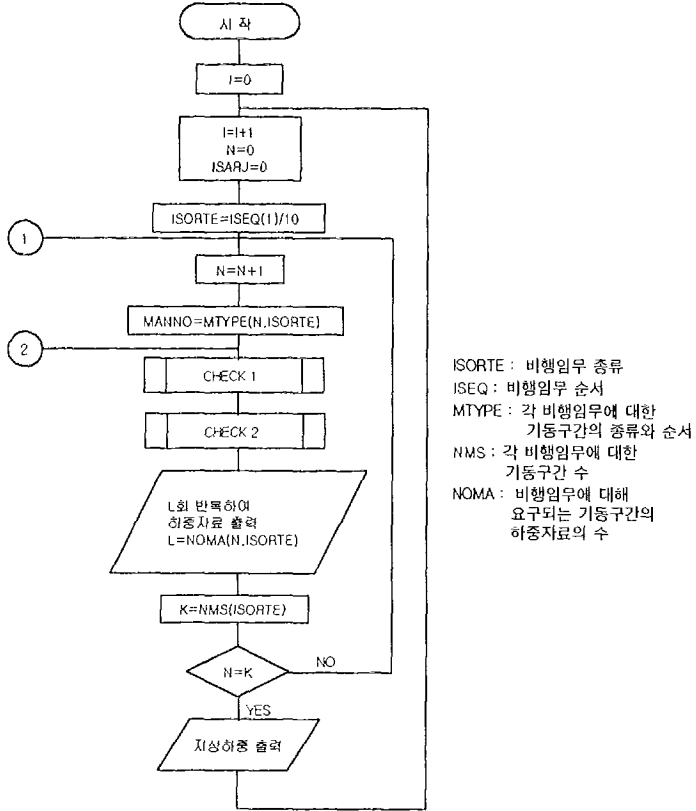 시 작
I=0
I=I+1
N=0
ISARJ=0
ISORTE=ISEQ(1)/10
1
N=N+1
MANNO=MTYPE(N,ISORTE)
2
CHECK 1
CHECK 2
L회 반복하여
하중자료 출력
L=NOMA(N,ISORTE)
K=NMS(ISORTE)
N=K
NO
YES
지상하중 출력
ISORTE : 비행임무 종류
ISEQ : 비행임무 순서
MTYPE : 각 비행임무에 대한
기동구간의 종류와 순서
NMS : 각 비행임무에 대한
기동구간 수
NOMA : 비행임무에 대해
요구되는 기동구간의
하중자료의 수